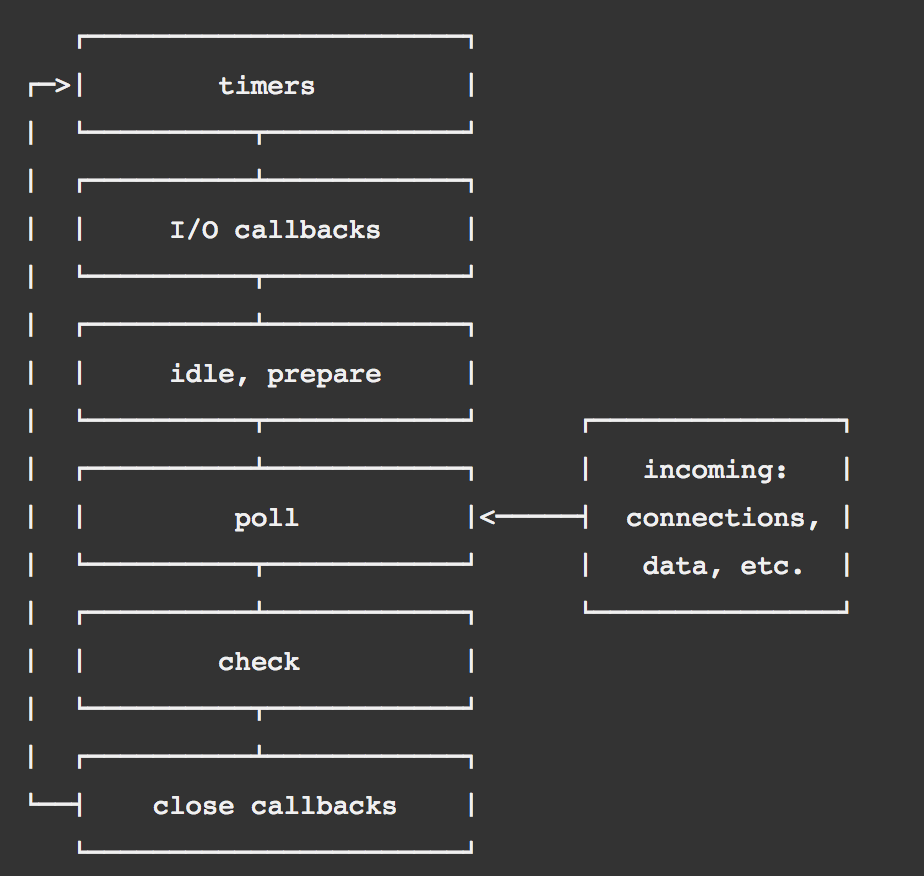 timers
I/O callbacks
idle, prepare
poll
incoming:
connections,
data, etc.
check
close callbacks